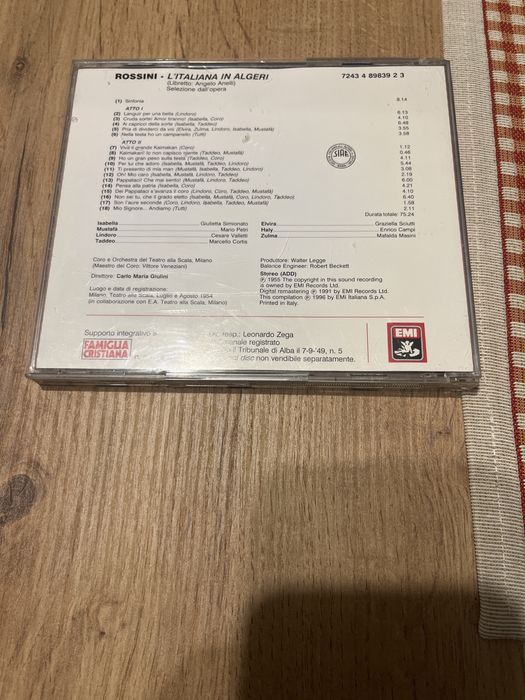 ROSSINI - L'ITALIANA IN ALGERI 7243 4 89839 2 3
(Libretto: Angelo Anelli)
Selezione dall'opera
(1) Sinfonia 8.14
ATTO I
(2) Languir per una bella (Lindoro) 6.13
(3) Cruda sorte! Amor tiranno! (Isabella, Coro) 4.10
(4) Ai capricci della sorte (Isabella, Taddeo) 6.48
(5) Pria di dividerci da voi (Elvira, Zulma, Lindoro, Isabella, Mustafà) 3.55
(6) Nella testa ho un campanello (Tutti) 3.58
ATTO II
(7) Viva il grande Kaimakan (Coro) 1.12
(8) Kaimakan! Io non capisco niente (Taddeo, Mustafà) 0.46
(9) Ho un gran peso sulla testa (Taddeo, Coro) 4.11
(10) Per lui che adoro (Isabella, Mustafà, Taddeo, Lindoro) 5.44
(11) Ti presento di mia man (Mustafà, Isabella, Lindoro, Taddeo) 3.08
(12) Oh! Mio caro (Isabella, Mustafà, Lindoro, Taddeo) 2.19
(13) Pappataci! Che mai sento! (Mustafà, Lindoro, Taddeo) 6.00
(14) Pensa alla patria (Isabella, Coro) 4.21
(15) Dei Pappataci s'avanza il coro (Lindoro, Coro, Taddeo, Mustafà) 4.10
(16) Non sei tu, che il grado eletto (Isabella, Mustafà, Coro, Lindoro, Taddeo) 6.40
(17) Son l'aure seconde (Coro, Lindoro, Isabella, Taddeo, Mustafà) 1.58
(18) Mio Signore... Andiamo (Tutti) 2.11
Durata totale: 75.24
SIAE
Isabella Giulietta Simionato Elvira Graziella Sciutti
Mustafà Mario Petri Haly Enrico Campi
Lindoro Cesare Valletti Zulma Mafalda Masini
Taddeo Marcello Cortis
Coro e Orchestra del Teatro alla Scala, Milano
(Maestro del Coro: Vittore Veneziani)
Direttore: Carlo Maria Giulini
Luogo e data di registrazione:
Milano, Teatro alla Scala, Luglio e Agosto 1954
(in collaborazione con E.A. Teatro alla Scala, Milano)
Produttore: Walter Legge
Balance Engineer: Robert Beckett
Stereo (ADD)
℗ 1955 The copyright in this sound recording
is owned by EMI Records Ltd.
Digital remastering ℗ 1991 by EMI Records Ltd.
This compilation ℗ 1996 by EMI Italiana S.p.A.
Printed in Italy.
Supporto integrativo a
FAMIGLIA
CRISTIANA
resp.: Leonardo Zega
registrato
il Tribunale di Alba il 7-9-'49, n. 5
disc non vendibile separatamente.
EMI